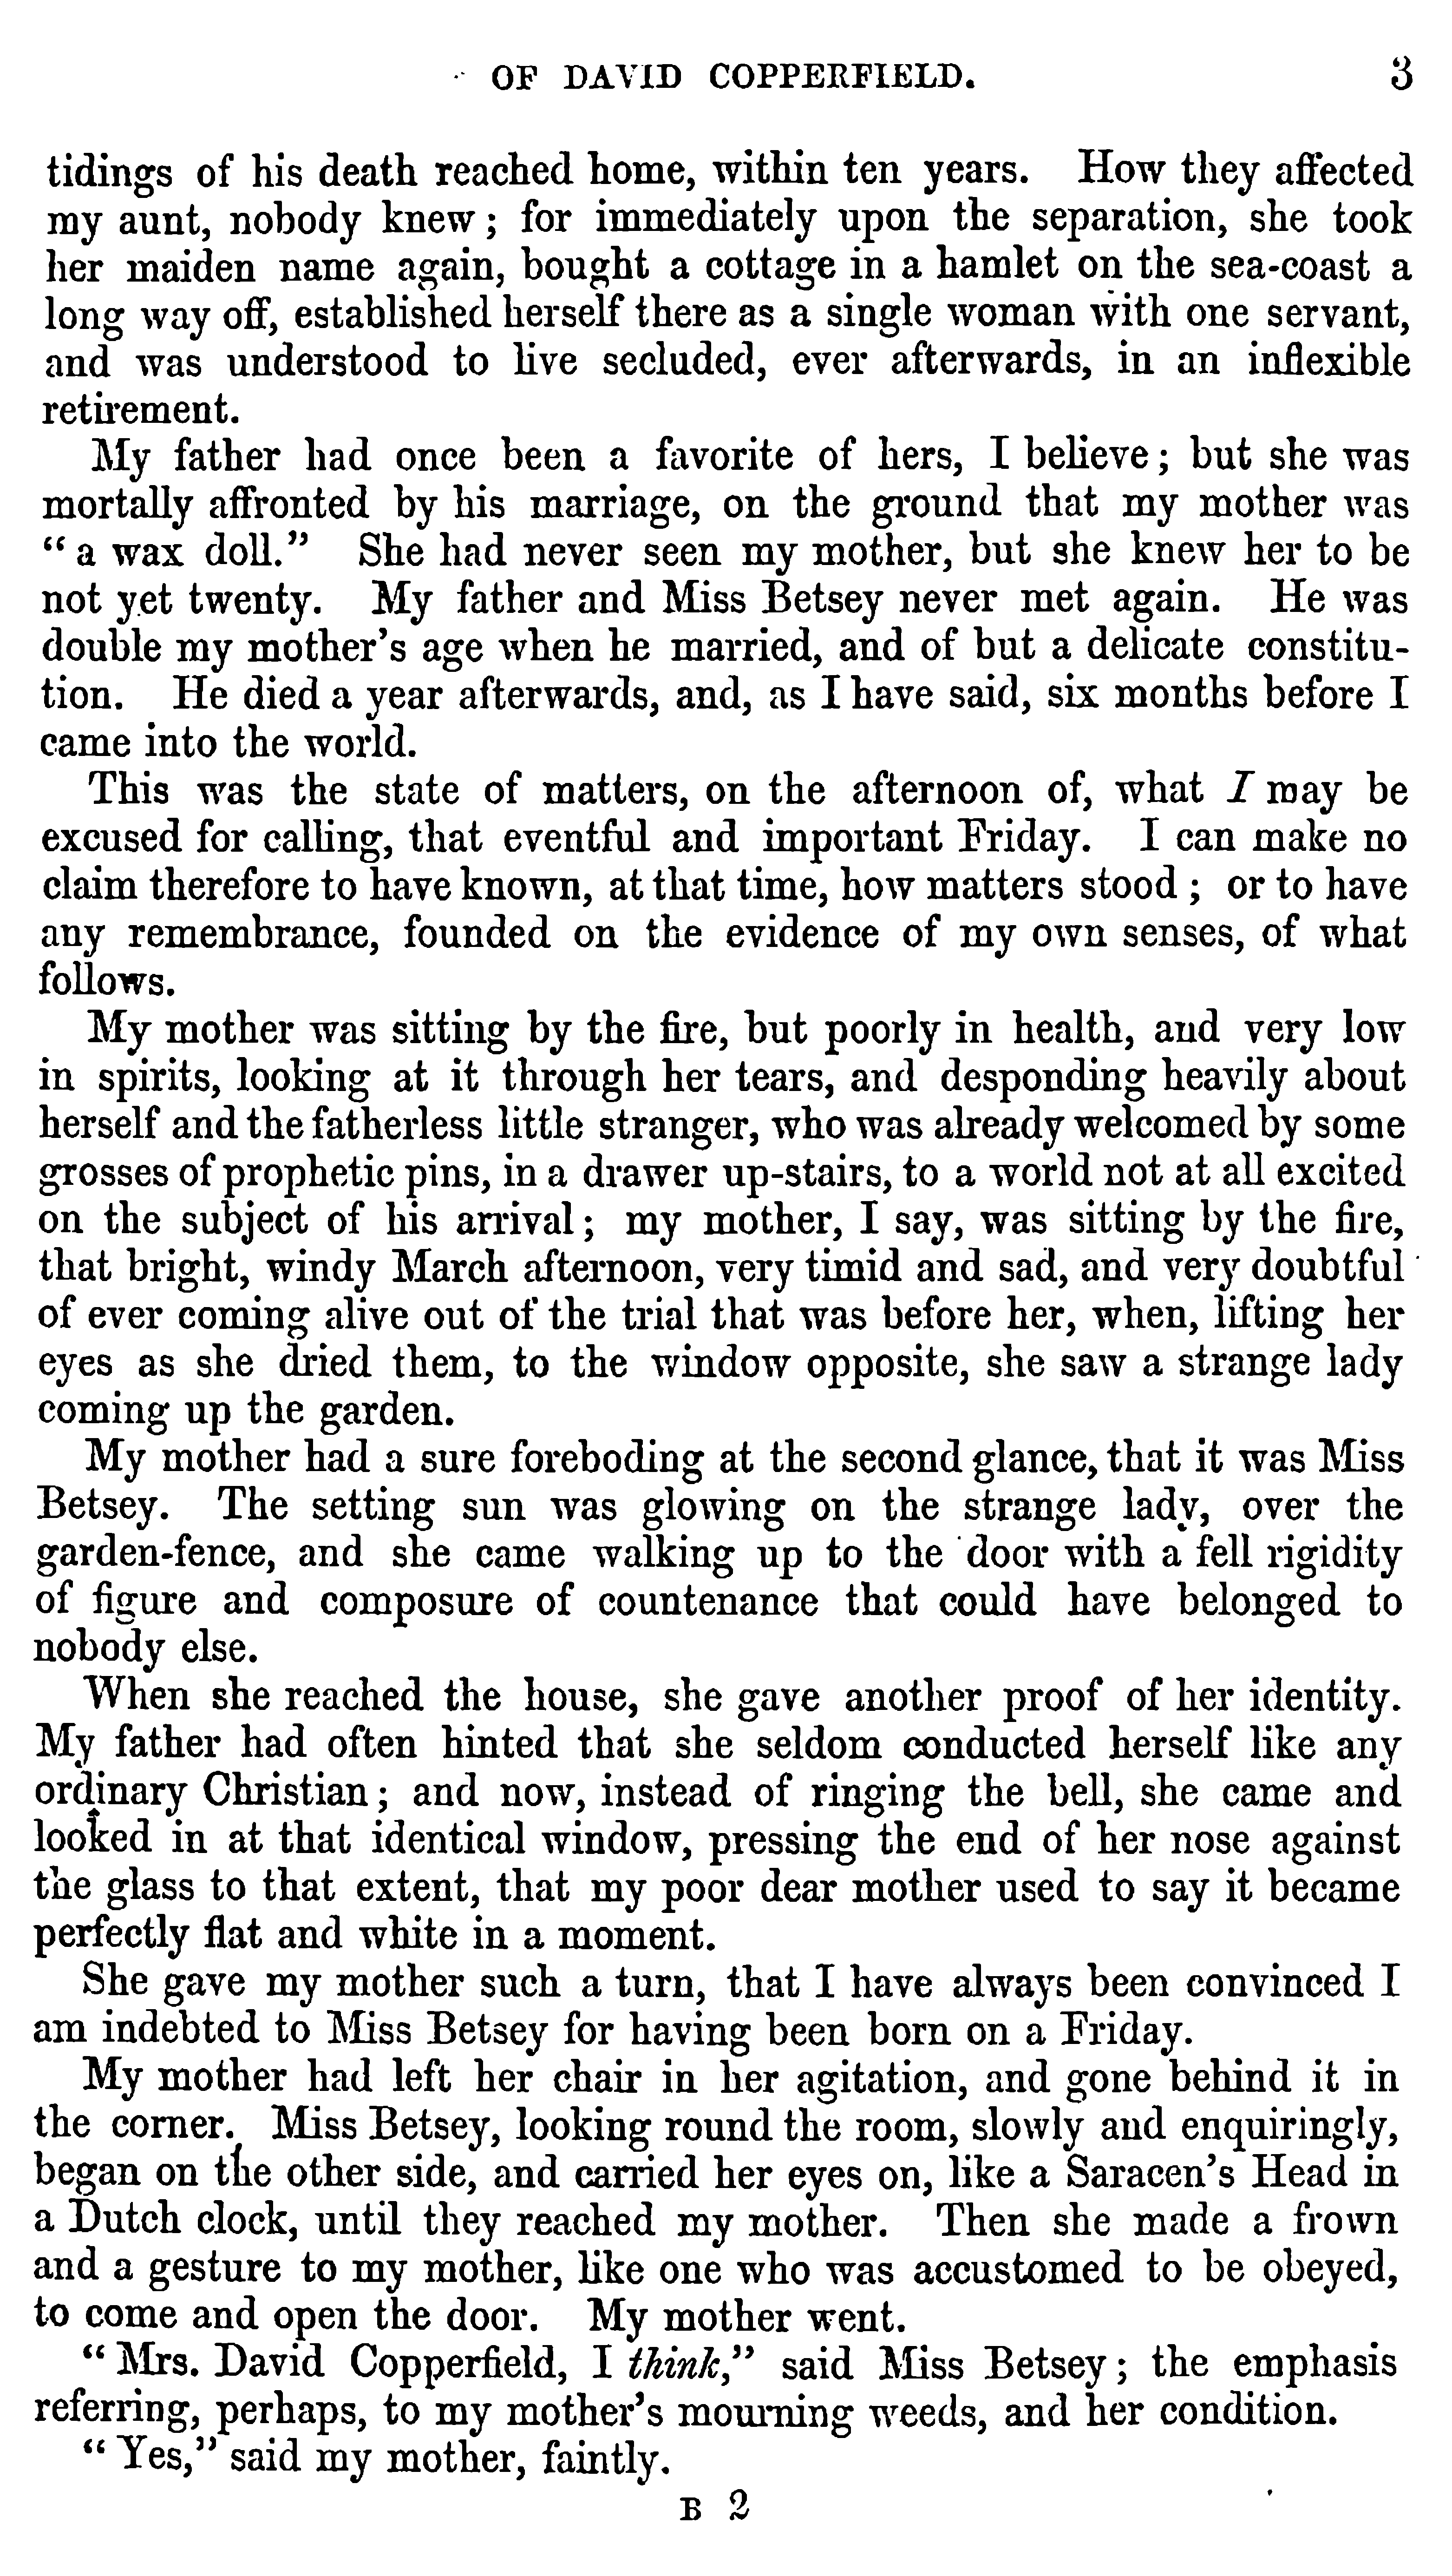 OF DAVID COPPERFIELD. 3
tidings of his death reached home, within ten years. How they affected
my aunt, nobody knew; for immediately upon the separation, she took
her maiden name again, bought a cottage in a hamlet on the sea-coast a
long way off, established herself there as a single woman with one servant,
and was understood to live secluded, ever afterwards, in an inflexible
retirement.
My father had once been a favorite of hers, I believe; but she was
mortally affronted by his marriage, on the ground that my mother was
“a wax doll.” She had never seen my mother, but she knew her to be
not yet twenty. My father and Miss Betsey never met again. He was
double my mother’s age when he married, and of but a delicate constitu-
tion. He died a year afterwards, and, as I have said, six months before I
came into the world.
This was the state of matters, on the afternoon of, what I may be
excused for calling, that eventful and important Friday. I can make no
claim therefore to have known, at that time, how matters stood; or to have
any remembrance, founded on the evidence of my own senses, of what
follows.
My mother was sitting by the fire, but poorly in health, and very low
in spirits, looking at it through her tears, and desponding heavily about
herself and the fatherless little stranger, who was already welcomed by some
grosses of prophetic pins, in a drawer up-stairs, to a world not at all excited
on the subject of his arrival; my mother, I say, was sitting by the fire,
that bright, windy March afternoon, very timid and sad, and very doubtful
of ever coming alive out of the trial that was before her, when, lifting her
eyes as she dried them, to the window opposite, she saw a strange lady
coming up the garden.
My mother had a sure foreboding at the second glance, that it was Miss
Betsey. The setting sun was glowing on the strange lady, over the
garden-fence, and she came walking up to the door with a fell rigidity
of figure and composure of countenance that could have belonged to
nobody else.
When she reached the house, she gave another proof of her identity.
My father had often hinted that she seldom conducted herself like any
ordinary Christian; and now, instead of ringing the bell, she came and
looked in at that identical window, pressing the end of her nose against
the glass to that extent, that my poor dear mother used to say it became
perfectly flat and white in a moment.
She gave my mother such a turn, that I have always been convinced I
am indebted to Miss Betsey for having been born on a Friday.
My mother had left her chair in her agitation, and gone behind it in
the corner. Miss Betsey, looking round the room, slowly and enquiringly,
began on the other side, and carried her eyes on, like a Saracen’s Head in
a Dutch clock, until they reached my mother. Then she made a frown
and a gesture to my mother, like one who was accustomed to be obeyed,
to come and open the door. My mother went.
“Mrs. David Copperfield, I think,” said Miss Betsey; the emphasis
referring, perhaps, to my mother’s mourning weeds, and her condition.
“Yes,” said my mother, faintly.
B 2